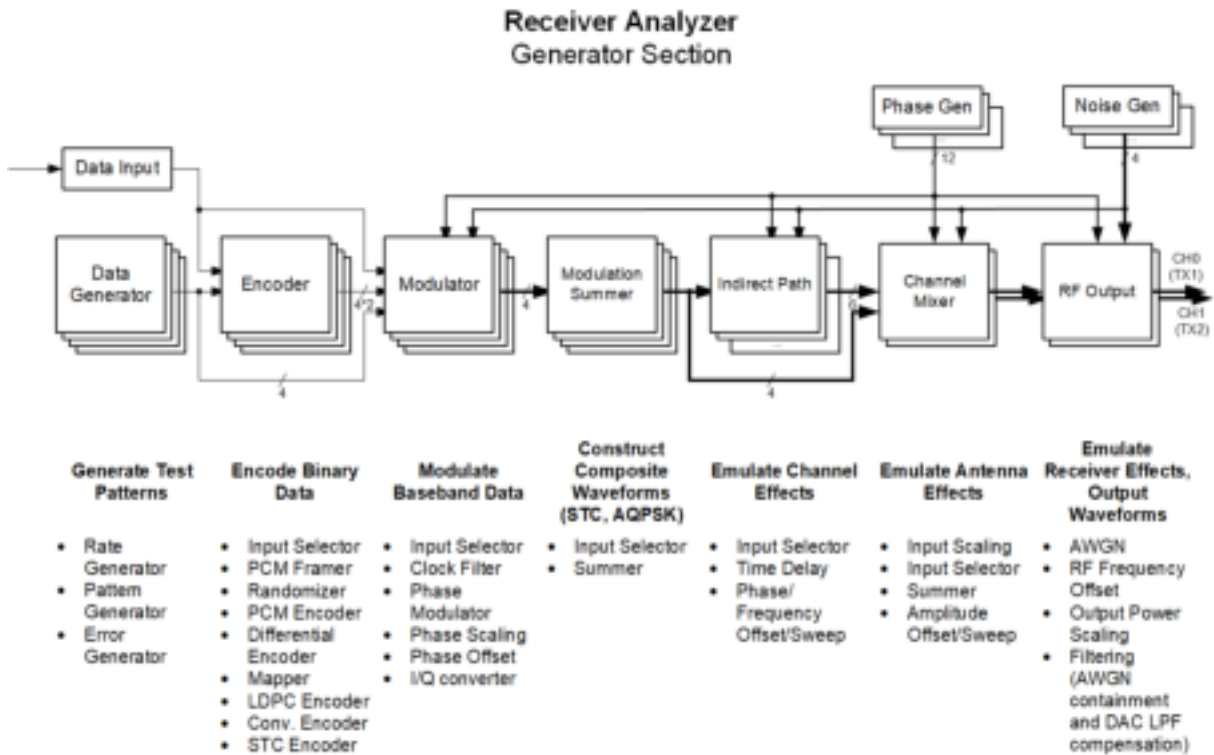 Receiver Analyzer
Generator Section
Phase Gen
Noise Gen
12
4
Data Input
Data
Generator
Encoder
4*2
Modulator
4
Modulation
Summer
Indirect Path
Channel
Mixer
RF Output
CH0
(TX1)
CH1
(TX2)
4
4
Generate Test
Patterns
• Rate
Generator
• Pattern
Generator
• Error
Generator
Encode Binary
Data
• Input Selector
• PCM Framer
• Randomizer
• PCM Encoder
• Differential
Encoder
• Mapper
• LDPC Encoder
• Conv. Encoder
• STC Encoder
Modulate
Baseband Data
• Input Selector
• Clock Filter
• Phase
Modulator
• Phase Scaling
• Phase Offset
• I/Q converter
Construct
Composite
Waveforms
(STC, AQPSK)
• Input Selector
• Summer
Emulate Channel
Effects
• Input Selector
• Time Delay
• Phase/
Frequency
Offset/Sweep
Emulate Antenna
Effects
• Input Scaling
• Input Selector
• Summer
• Amplitude
Offset/Sweep
Emulate
Receiver Effects,
Output
Waveforms
• AWGN
• RF Frequency
Offset
• Output Power
Scaling
• Filtering
(AWGN
containment
and DAC LPF
compensation)